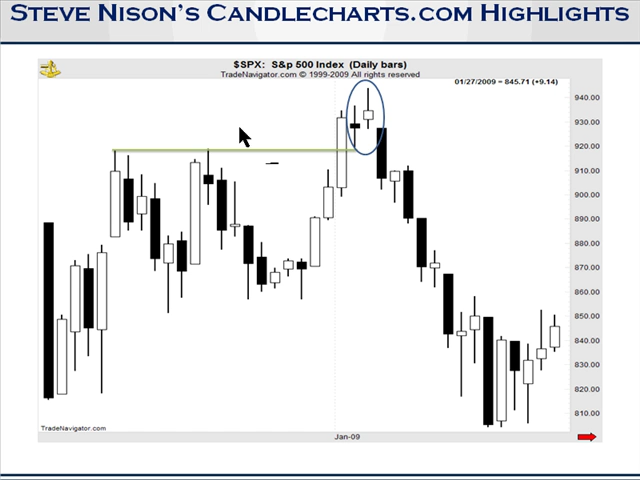 STEVE NISON'S CANDLECHARTS.COM HIGHLIGHTS
$SPX: S&p 500 Index (Daily bars)
TradeNavigator.com © 1999-2009 All rights reserved
01/27/2009 = 845.71 (+9.14)
940.00
930.00
920.00
910.00
900.00
890.00
880.00
870.00
860.00
850.00
840.00
830.00
820.00
810.00
TradeNavigator.com
Jan-09